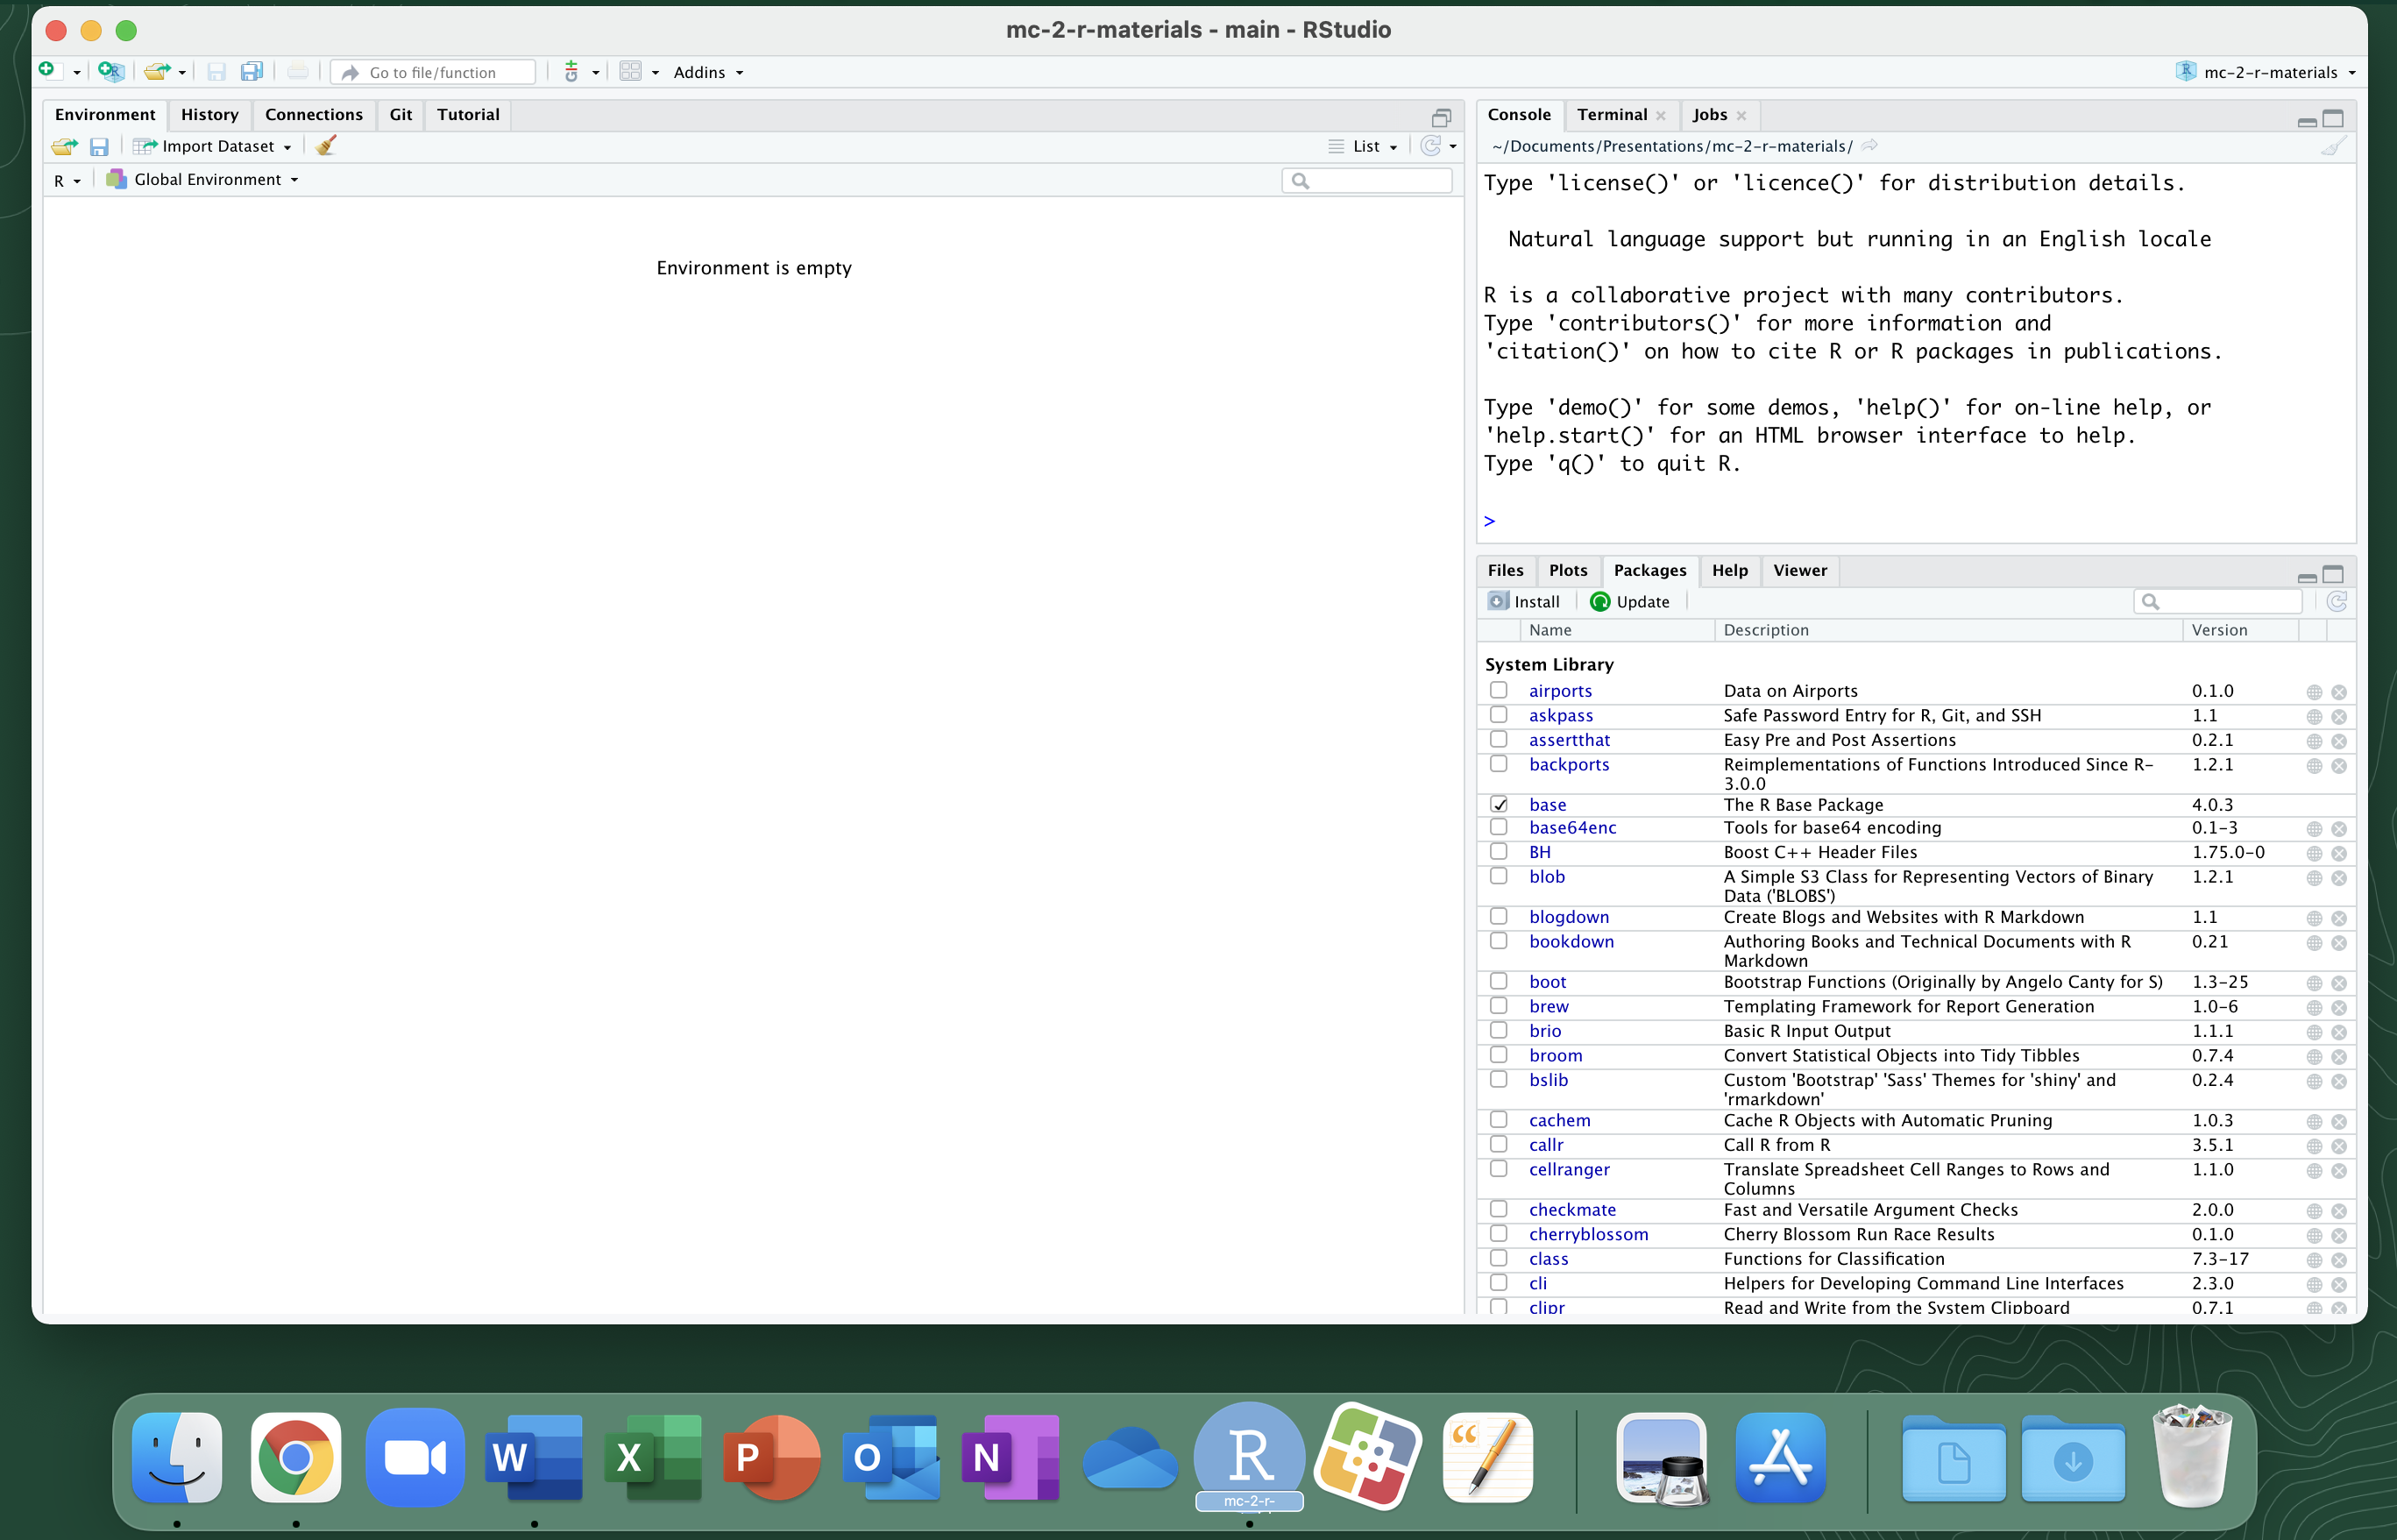 mc-2-r-materials - main - RStudio
Go to file/function
Addins
mc-2-r-materials
Environment
History
Connections
Git
Tutorial
Import Dataset
List
R
Global Environment
Environment is empty
Console
Terminal
Jobs
~/Documents/Presentations/mc-2-r-materials/
Type 'license()' or 'licence()' for distribution details.
Natural language support but running in an English locale
R is a collaborative project with many contributors.
Type 'contributors()' for more information and
'citation()' on how to cite R or R packages in publications.
Type 'demo()' for some demos, 'help()' for on-line help, or
'help.start()' for an HTML browser interface to help.
Type 'q()' to quit R.
>
Files
Plots
Packages
Help
Viewer
Install
Update
Name Description Version
System Library
airports Data on Airports 0.1.0
askpass Safe Password Entry for R, Git, and SSH 1.1
assertthat Easy Pre and Post Assertions 0.2.1
backports Reimplementations of Functions Introduced Since R- 1.2.1
3.0.0
base The R Base Package 4.0.3
base64enc Tools for base64 encoding 0.1-3
BH Boost C++ Header Files 1.75.0-0
blob A Simple S3 Class for Representing Vectors of Binary 1.2.1
Data ('BLOBS')
blogdown Create Blogs and Websites with R Markdown 1.1
bookdown Authoring Books and Technical Documents with R 0.21
Markdown
boot Bootstrap Functions (Originally by Angelo Canty for S) 1.3-25
brew Templating Framework for Report Generation 1.0-6
brio Basic R Input Output 1.1.1
broom Convert Statistical Objects into Tidy Tibbles 0.7.4
bslib Custom 'Bootstrap' 'Sass' Themes for 'shiny' and 0.2.4
'rmarkdown'
cachem Cache R Objects with Automatic Pruning 1.0.3
callr Call R from R 3.5.1
cellranger Translate Spreadsheet Cell Ranges to Rows and 1.1.0
Columns
checkmate Fast and Versatile Argument Checks 2.0.0
cherryblossom Cherry Blossom Run Race Results 0.1.0
class Functions for Classification 7.3-17
cli Helpers for Developing Command Line Interfaces 2.3.0
clipr Read and Write from the System Clipboard 0.7.1
W
X
P
O
N
R
mc-2-r-